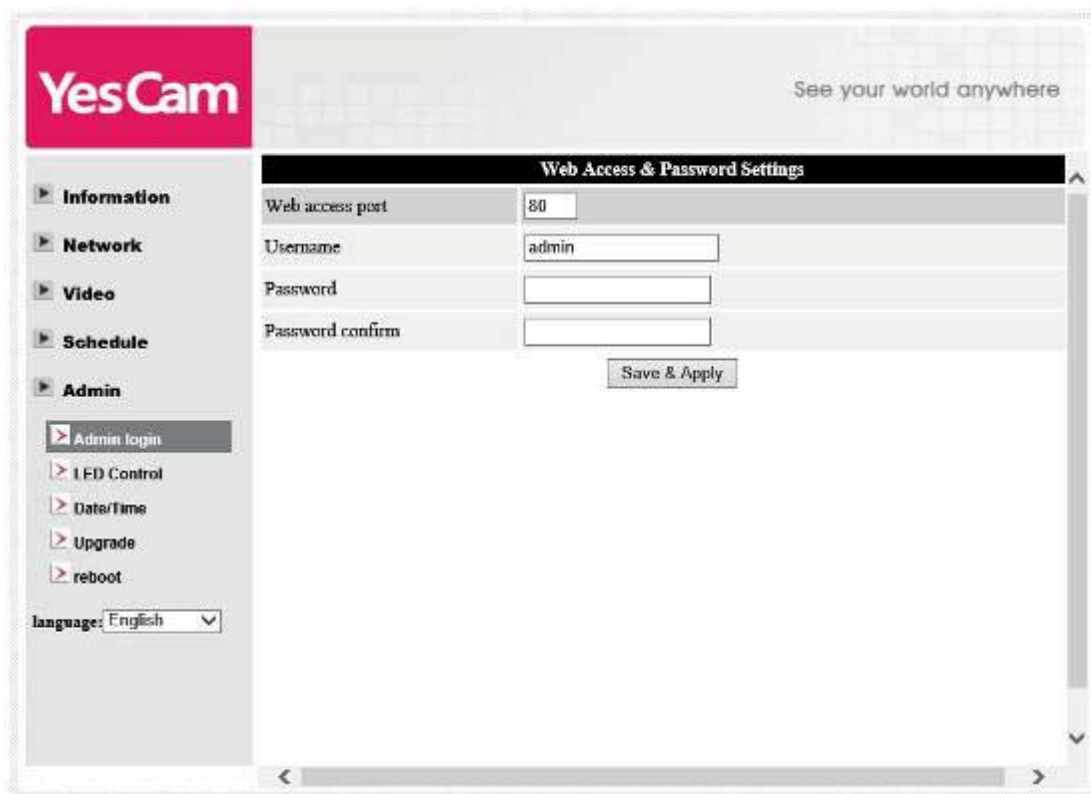 YesCam
See your world anywhere
Information
Network
Video
Schedule
Admin
Admin login
LED Control
Date/Time
Upgrade
reboot
language: English
Web Access & Password Settings
Web access port 80
Username admin
Password
Password confirm
Save & Apply